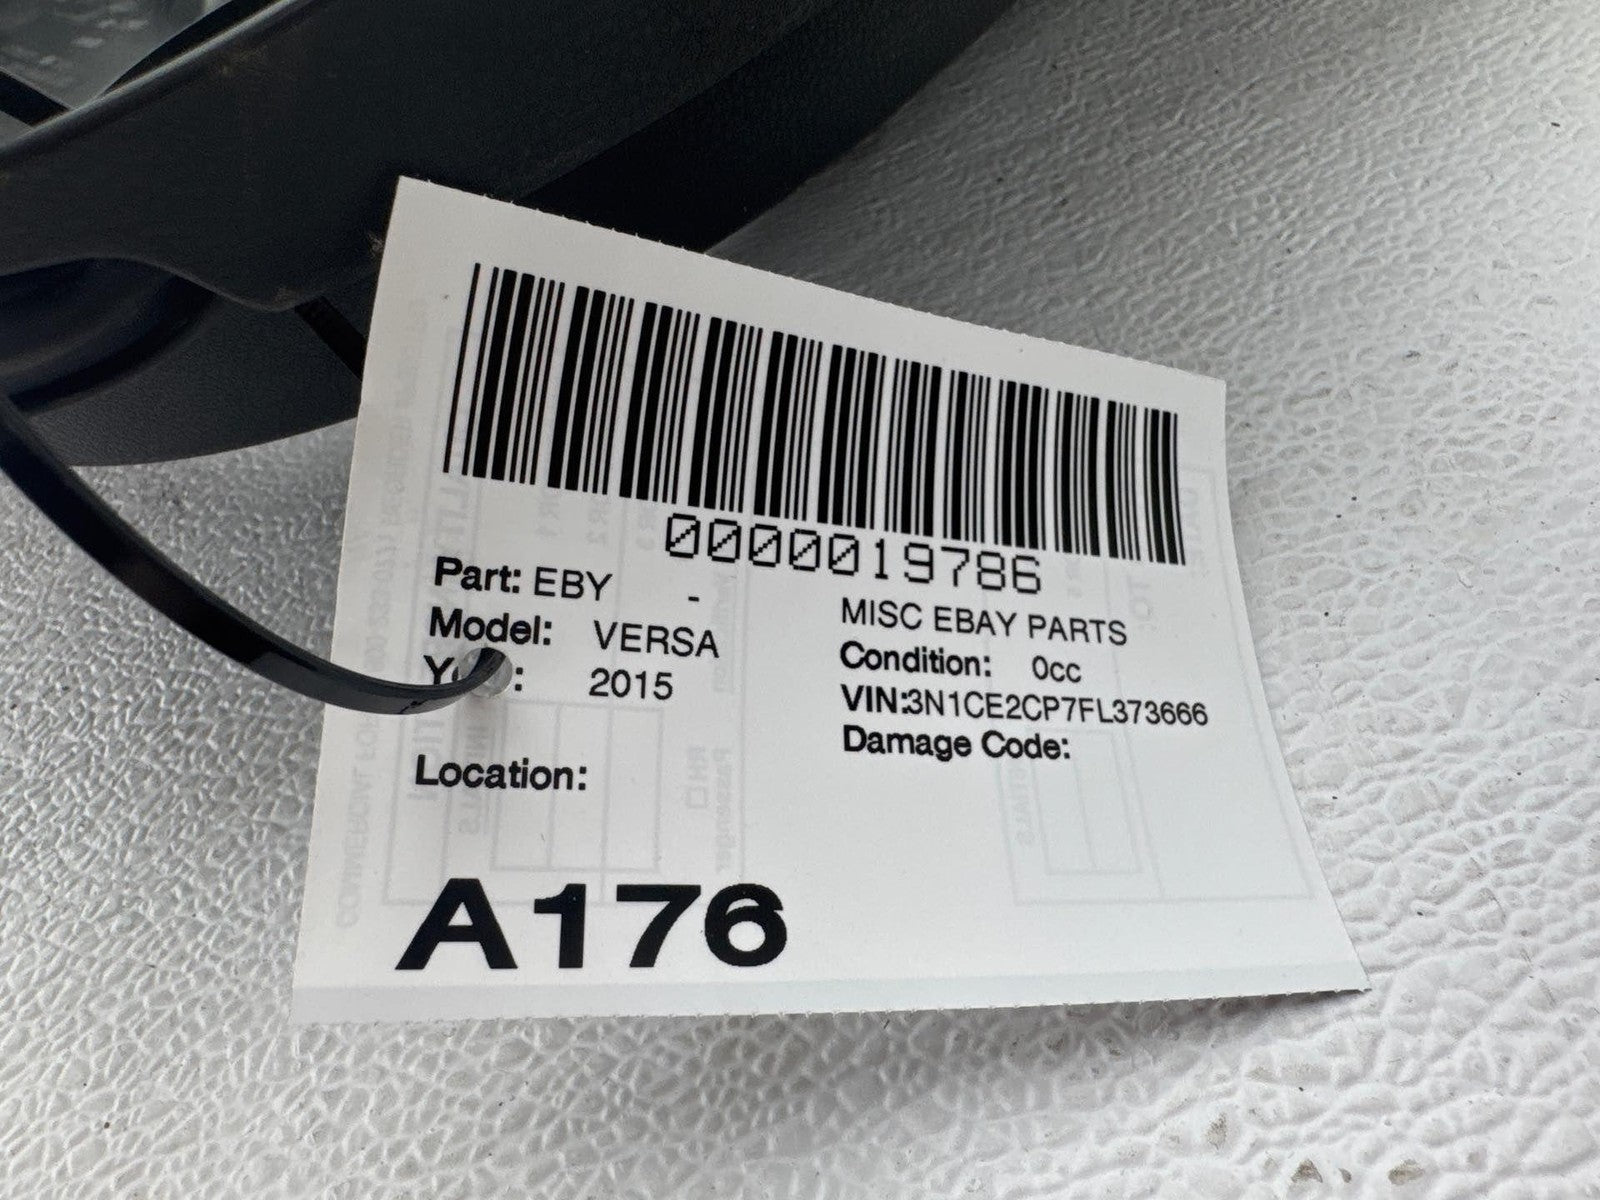 0000019786
Part: EBY -
MISC EBAY PARTS
Model: VERSA
Condition: 0cc
Y : 2015
VIN:3N1CE2CP7FL373666
Damage Code:
Location:
A176